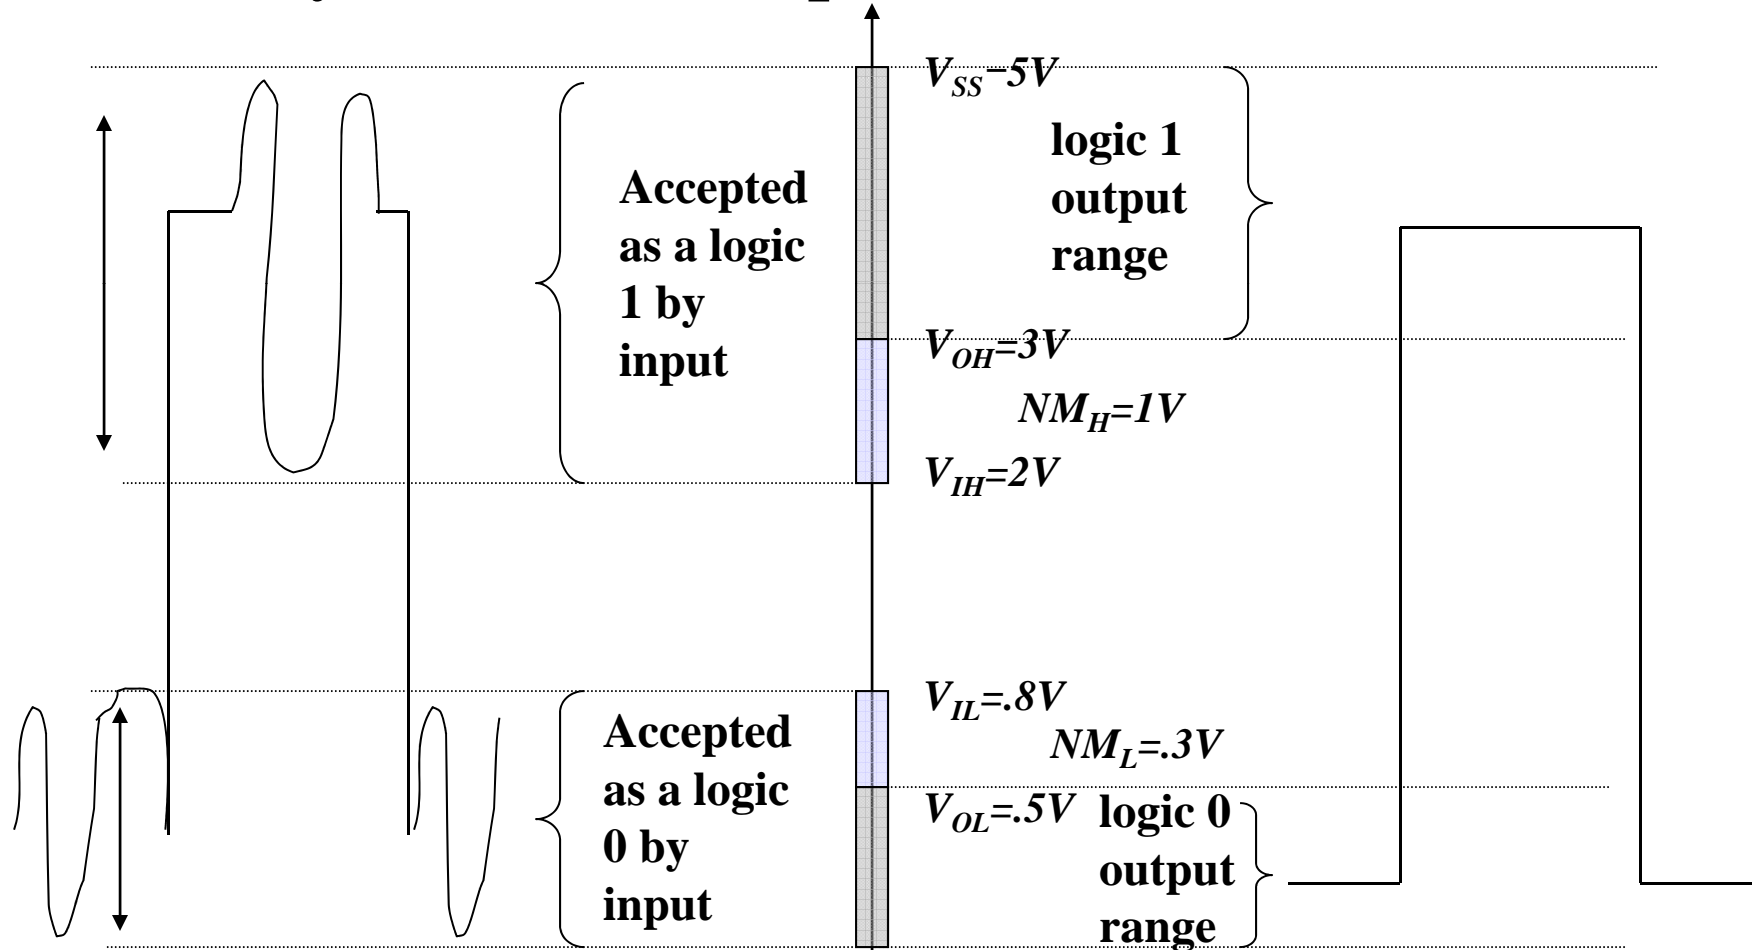 V_SS=5V
logic 1
output
range
Accepted
as a logic
1 by
input
V_OH=3V
NM_H=1V
V_IH=2V
V_IL=.8V
NM_L=.3V
Accepted
as a logic
0 by
input
V_OL=.5V
logic 0
output
range